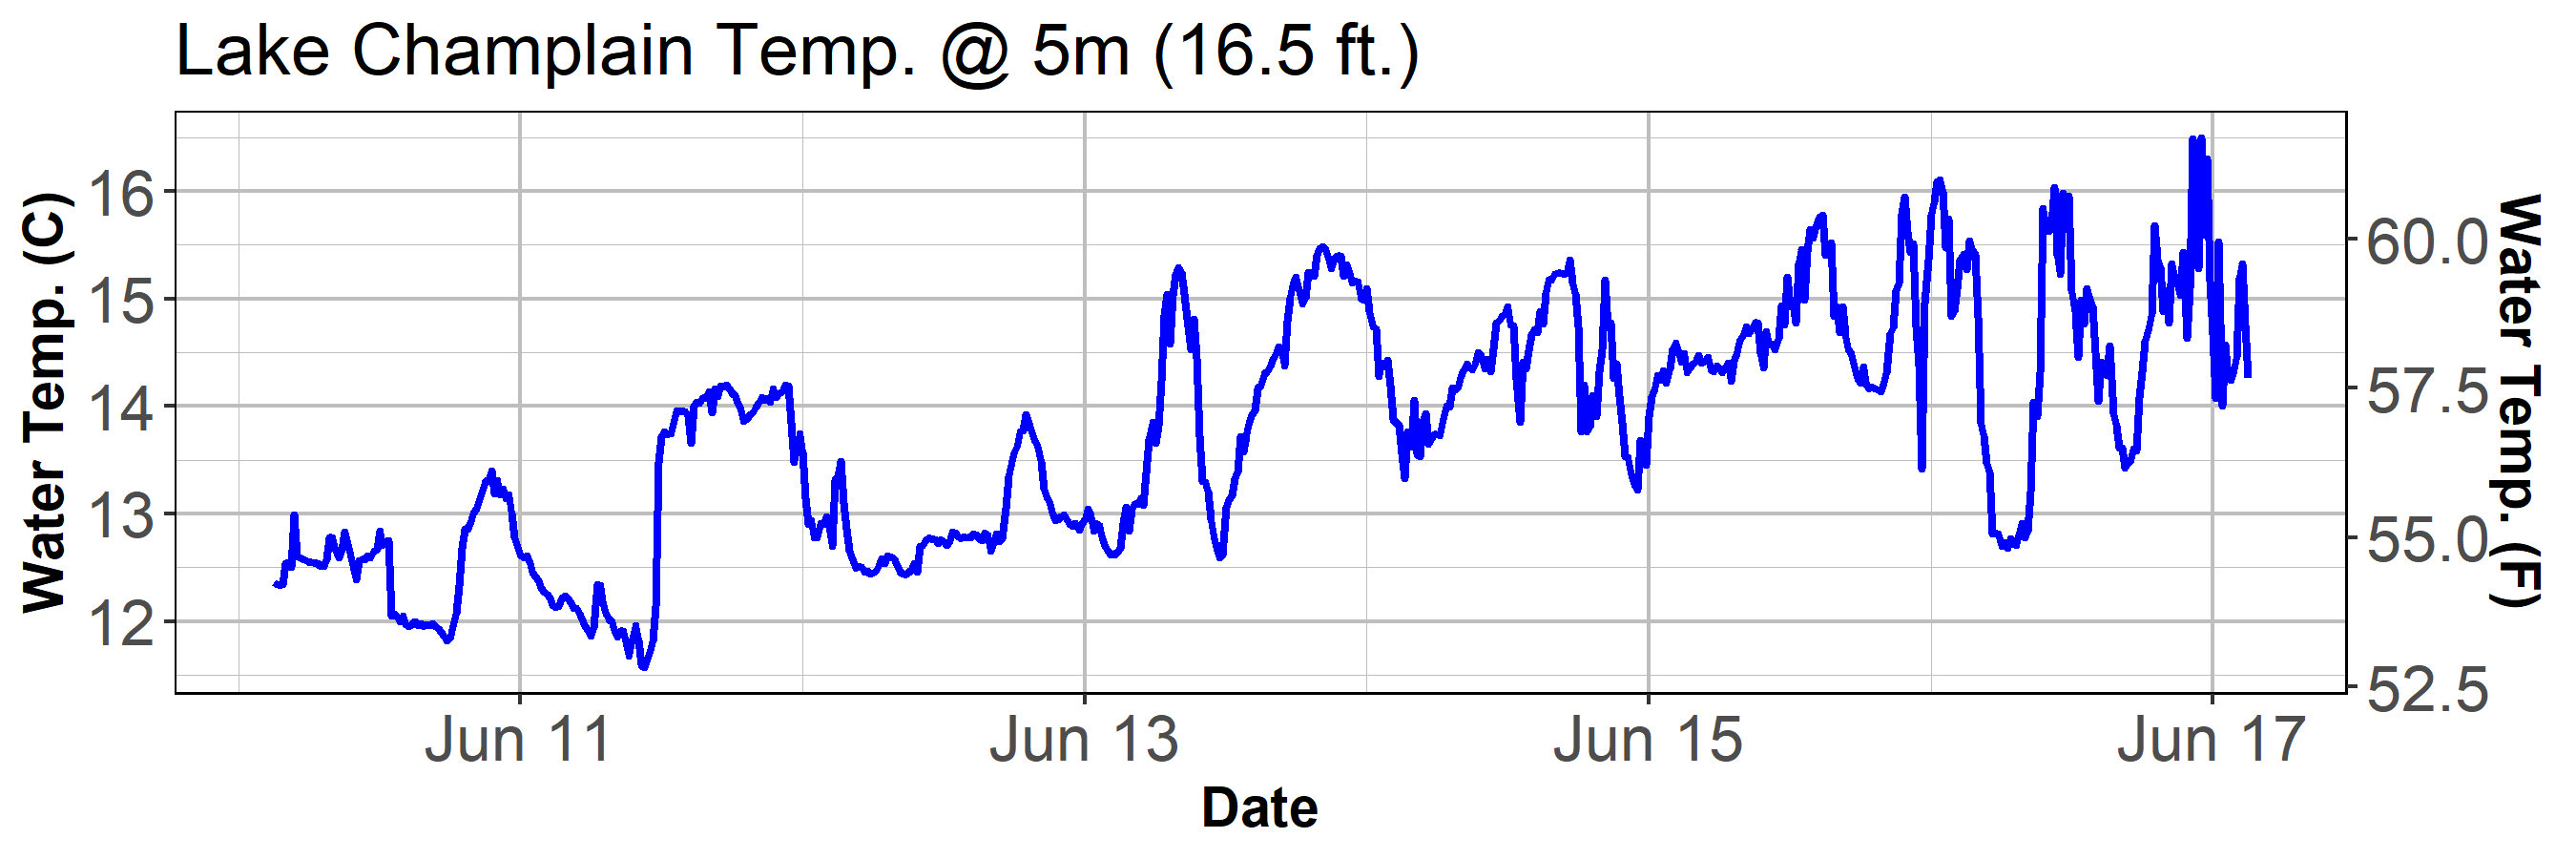 Lake Champlain Temp. @ 5m (16.5 ft.)
Water Temp. (C)
16
15
14
13
12
60.0
57.5
55.0
52.5
Water Temp. (F)
Jun 11
Jun 13
Jun 15
Jun 17
Date